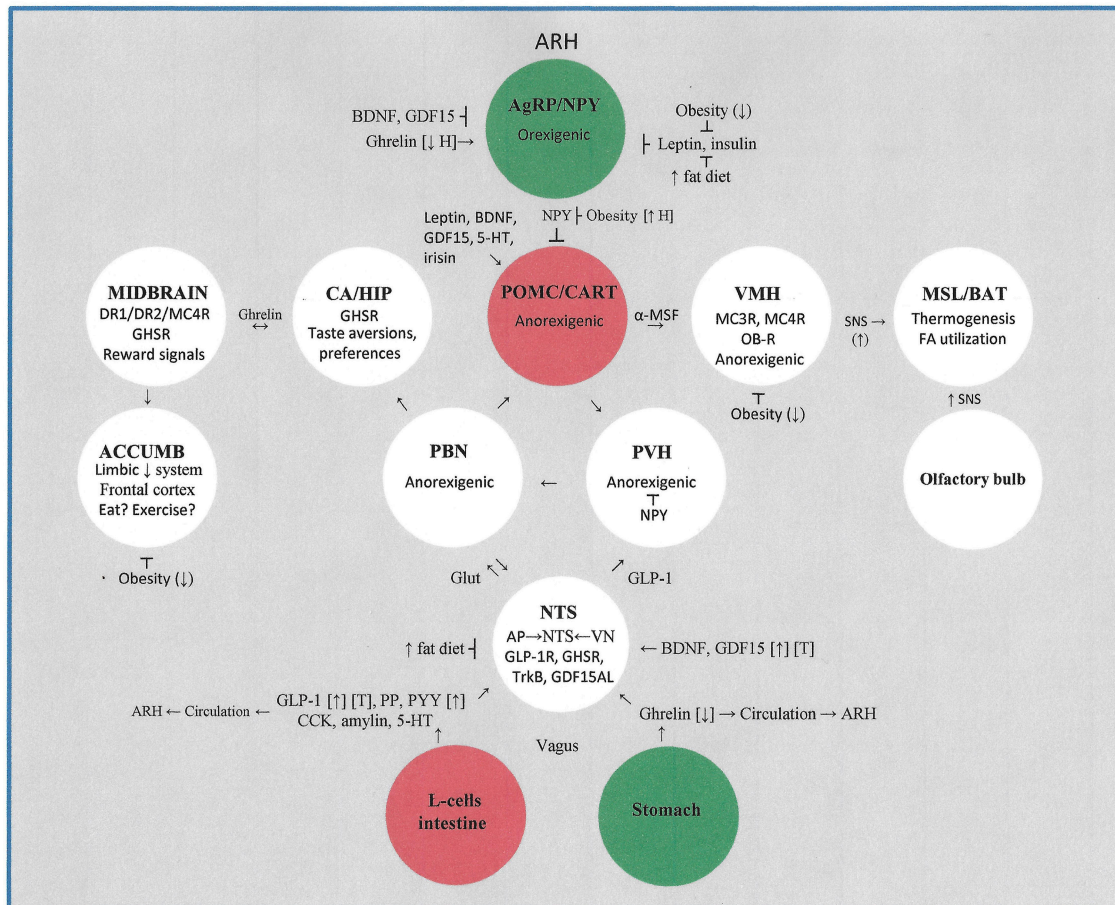 ARH
AgRP/NPY
Orexigenic
BDNF, GDF15 ┤
Ghrelin [↓ H]→
Obesity (↓)
⊥
├ Leptin, insulin
┬
↑ fat diet
NPY ├ Obesity [↑ H]
⊥
Leptin, BDNF,
GDF15, 5-HT,
irisin
↘
MIDBRAIN
DR1/DR2/MC4R
GHSR
Reward signals
Ghrelin
↔
CA/HIP
GHSR
Taste aversions,
preferences
POMC/CART
Anorexigenic
α-MSF
→
VMH
MC3R, MC4R
OB-R
Anorexigenic
SNS →
(↑)
MSL/BAT
Thermogenesis
FA utilization
↓
↖
↗
↘
┬
Obesity (↓)
↑ SNS
ACCUMB
Limbic ↓ system
Frontal cortex
Eat? Exercise?
┬
Obesity (↓)
PBN
Anorexigenic
←
PVH
Anorexigenic
┬
NPY
Olfactory bulb
Glut
↗ GLP-1
NTS
AP→NTS←VN
GLP-1R, GHSR,
TrkB, GDF15AL
↑ fat diet ┤
← BDNF, GDF15 [↑] [T]
ARH ← Circulation ←
GLP-1 [↑] [T], PP, PYY [↑]
CCK, amylin, 5-HT
↑
Ghrelin [↓] → Circulation → ARH
↑
Vagus
L-cells
intestine
Stomach